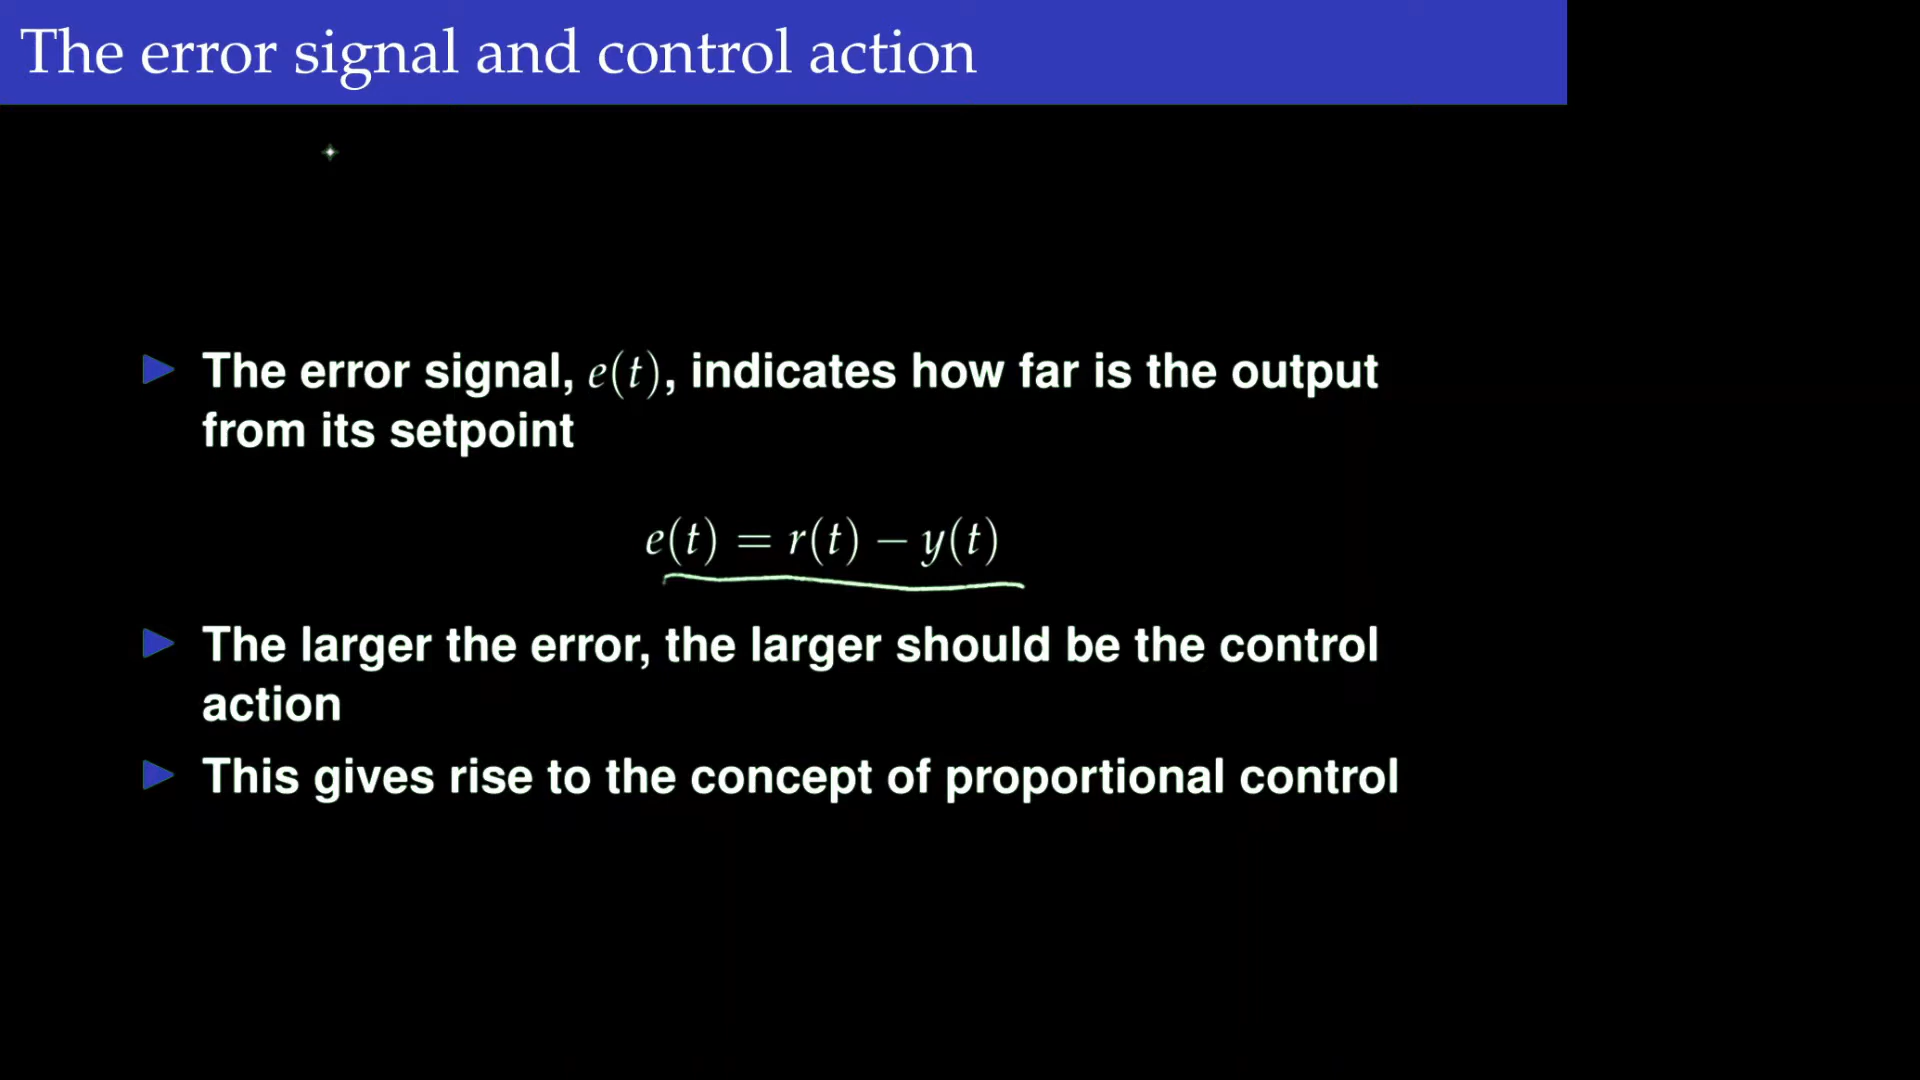 The error signal and control action
▶ The error signal, e(t), indicates how far is the output
from its setpoint
e(t) = r(t) − y(t)
▶ The larger the error, the larger should be the control
action
▶ This gives rise to the concept of proportional control